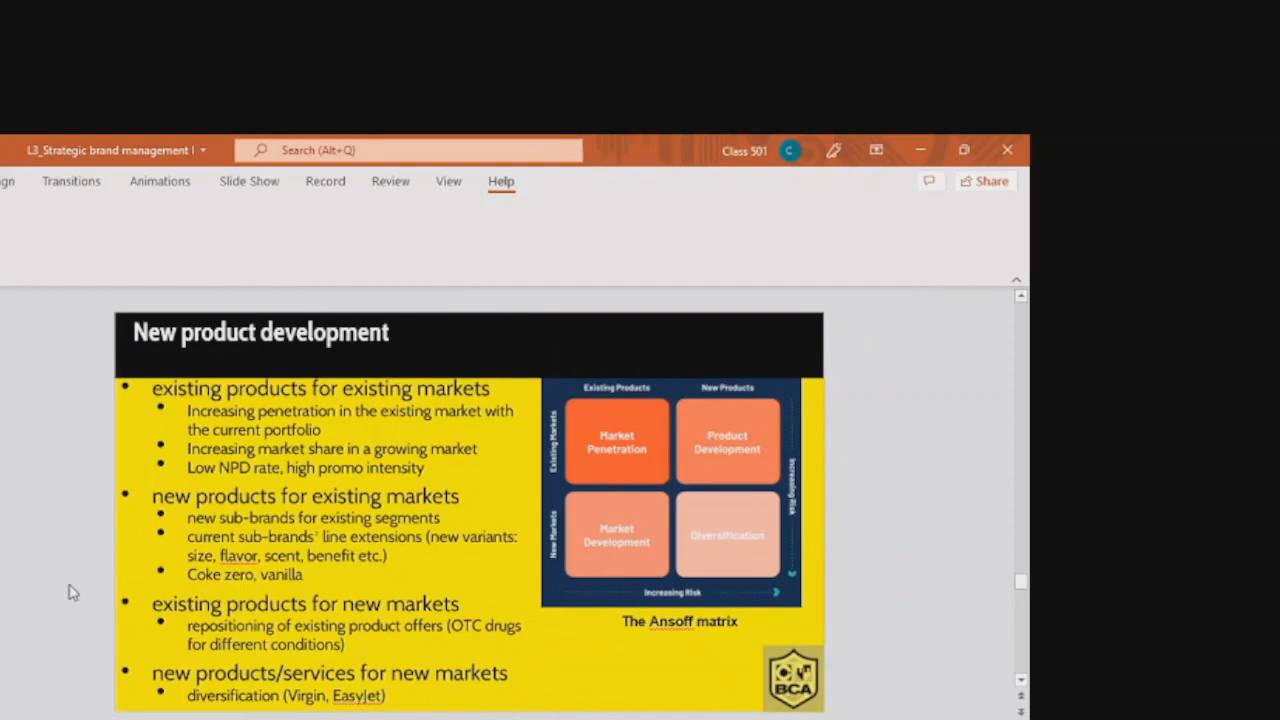 L3_Strategic brand management I
Search (Alt+Q)
Class 501
C
gn Transitions Animations Slide Show Record Review View Help
Share
New product development
• existing products for existing markets
• Increasing penetration in the existing market with
the current portfolio
• Increasing market share in a growing market
• Low NPD rate, high promo intensity
• new products for existing markets
• new sub-brands for existing segments
• current sub-brands' line extensions (new variants:
size, flavor, scent, benefit etc.)
• Coke zero, vanilla
• existing products for new markets
• repositioning of existing product offers (OTC drugs
for different conditions)
• new products/services for new markets
• diversification (Virgin, EasyJet)
Existing Products New Products
Existing Markets
Market
Penetration
Product
Development
New Markets
Market
Development
Diversification
Increasing Risk
Increasing Risk
The Ansoff matrix
BCA